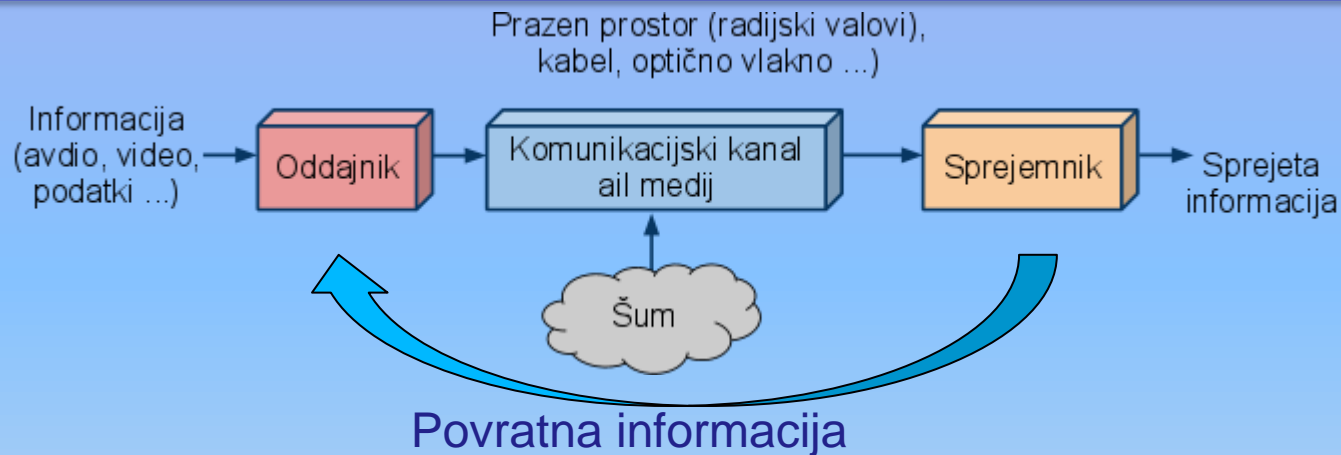 Prazen prostor (radijski valovi),
kabel, optično vlakno ...)
Informacija
(avdio, video,
podatki ...)
Oddajnik
Komunikacijski kanal
ail medij
Sprejemnik
Sprejeta
informacija
Šum
Povratna informacija